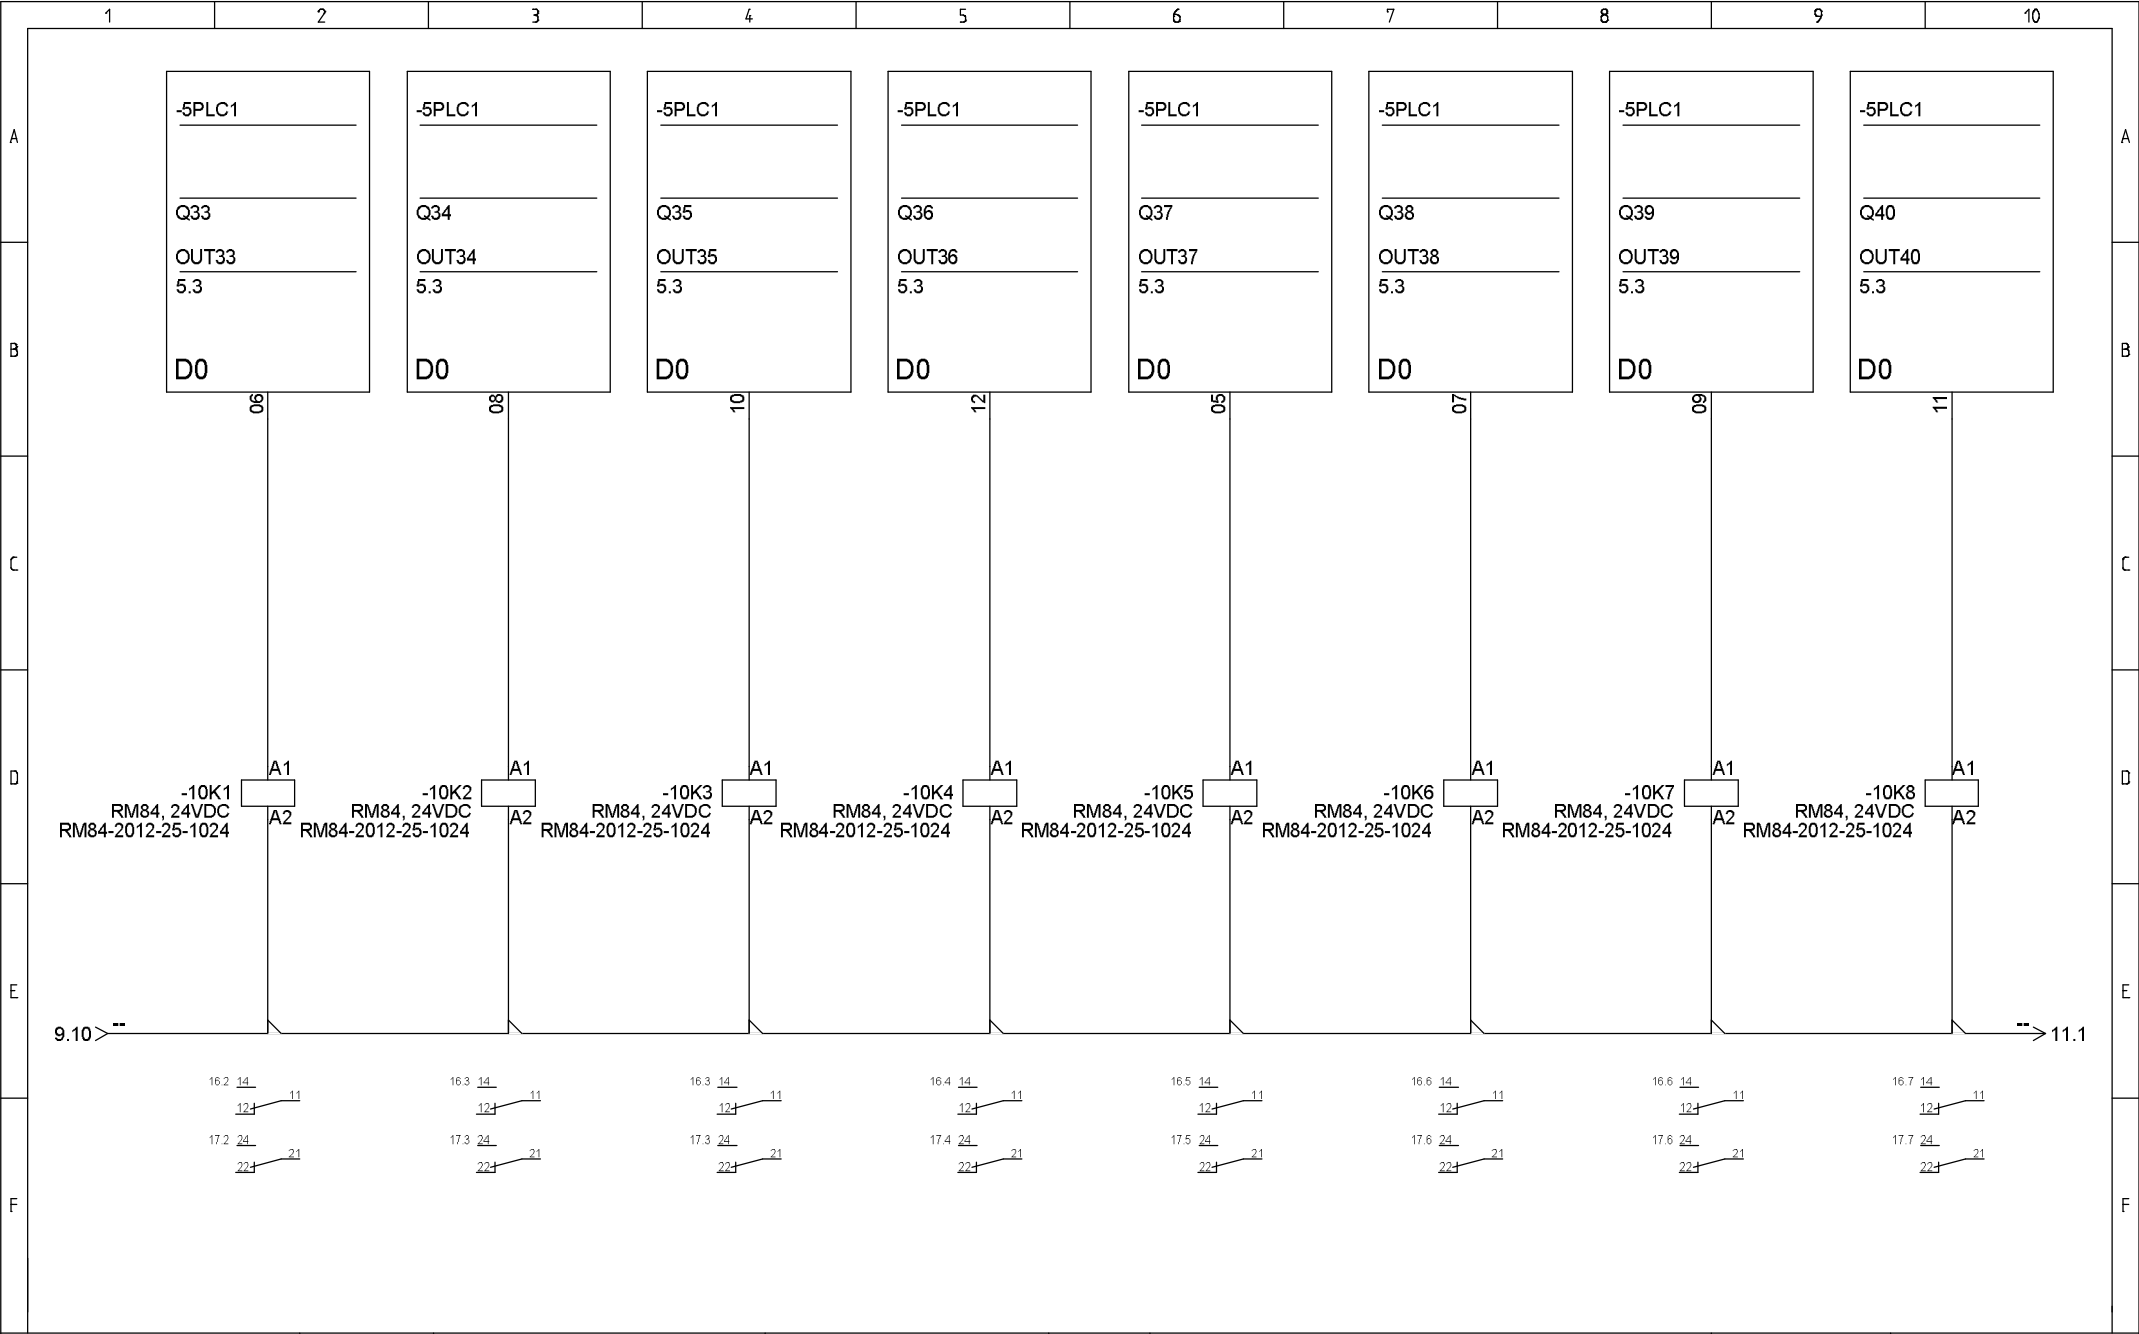 1 2 3 4 5 6 7 8 9 10
-5PLC1 -5PLC1 -5PLC1 -5PLC1 -5PLC1 -5PLC1 -5PLC1 -5PLC1
A A
Q33 Q34 Q35 Q36 Q37 Q38 Q39 Q40
OUT33 OUT34 OUT35 OUT36 OUT37 OUT38 OUT39 OUT40
5.3 5.3 5.3 5.3 5.3 5.3 5.3 5.3
B B
D0 D0 D0 D0 D0 D0 D0 D0
06 08 10 12 05 07 09 11
C C
A1 A1 A1 A1 A1 A1 A1 A1
D D
-10K1 -10K2 -10K3 -10K4 -10K5 -10K6 -10K7 -10K8
RM84, 24VDC RM84, 24VDC RM84, 24VDC RM84, 24VDC RM84, 24VDC RM84, 24VDC RM84, 24VDC RM84, 24VDC
A2 A2 A2 A2 A2 A2 A2 A2
RM84-2012-25-1024 RM84-2012-25-1024 RM84-2012-25-1024 RM84-2012-25-1024 RM84-2012-25-1024 RM84-2012-25-1024 RM84-2012-25-1024 RM84-2012-25-1024
E E
-- --
9.10 11.1
16.2 14 16.3 14 16.3 14 16.4 14 16.5 14 16.6 14 16.6 14 16.7 14
11 11 11 11 11 11 11 11
12 12 12 12 12 12 12 12
17.2 24 17.3 24 17.3 24 17.4 24 17.5 24 17.6 24 17.6 24 17.7 24
21 21 21 21 21 21 21 21
22 22 22 22 22 22 22 22
F F